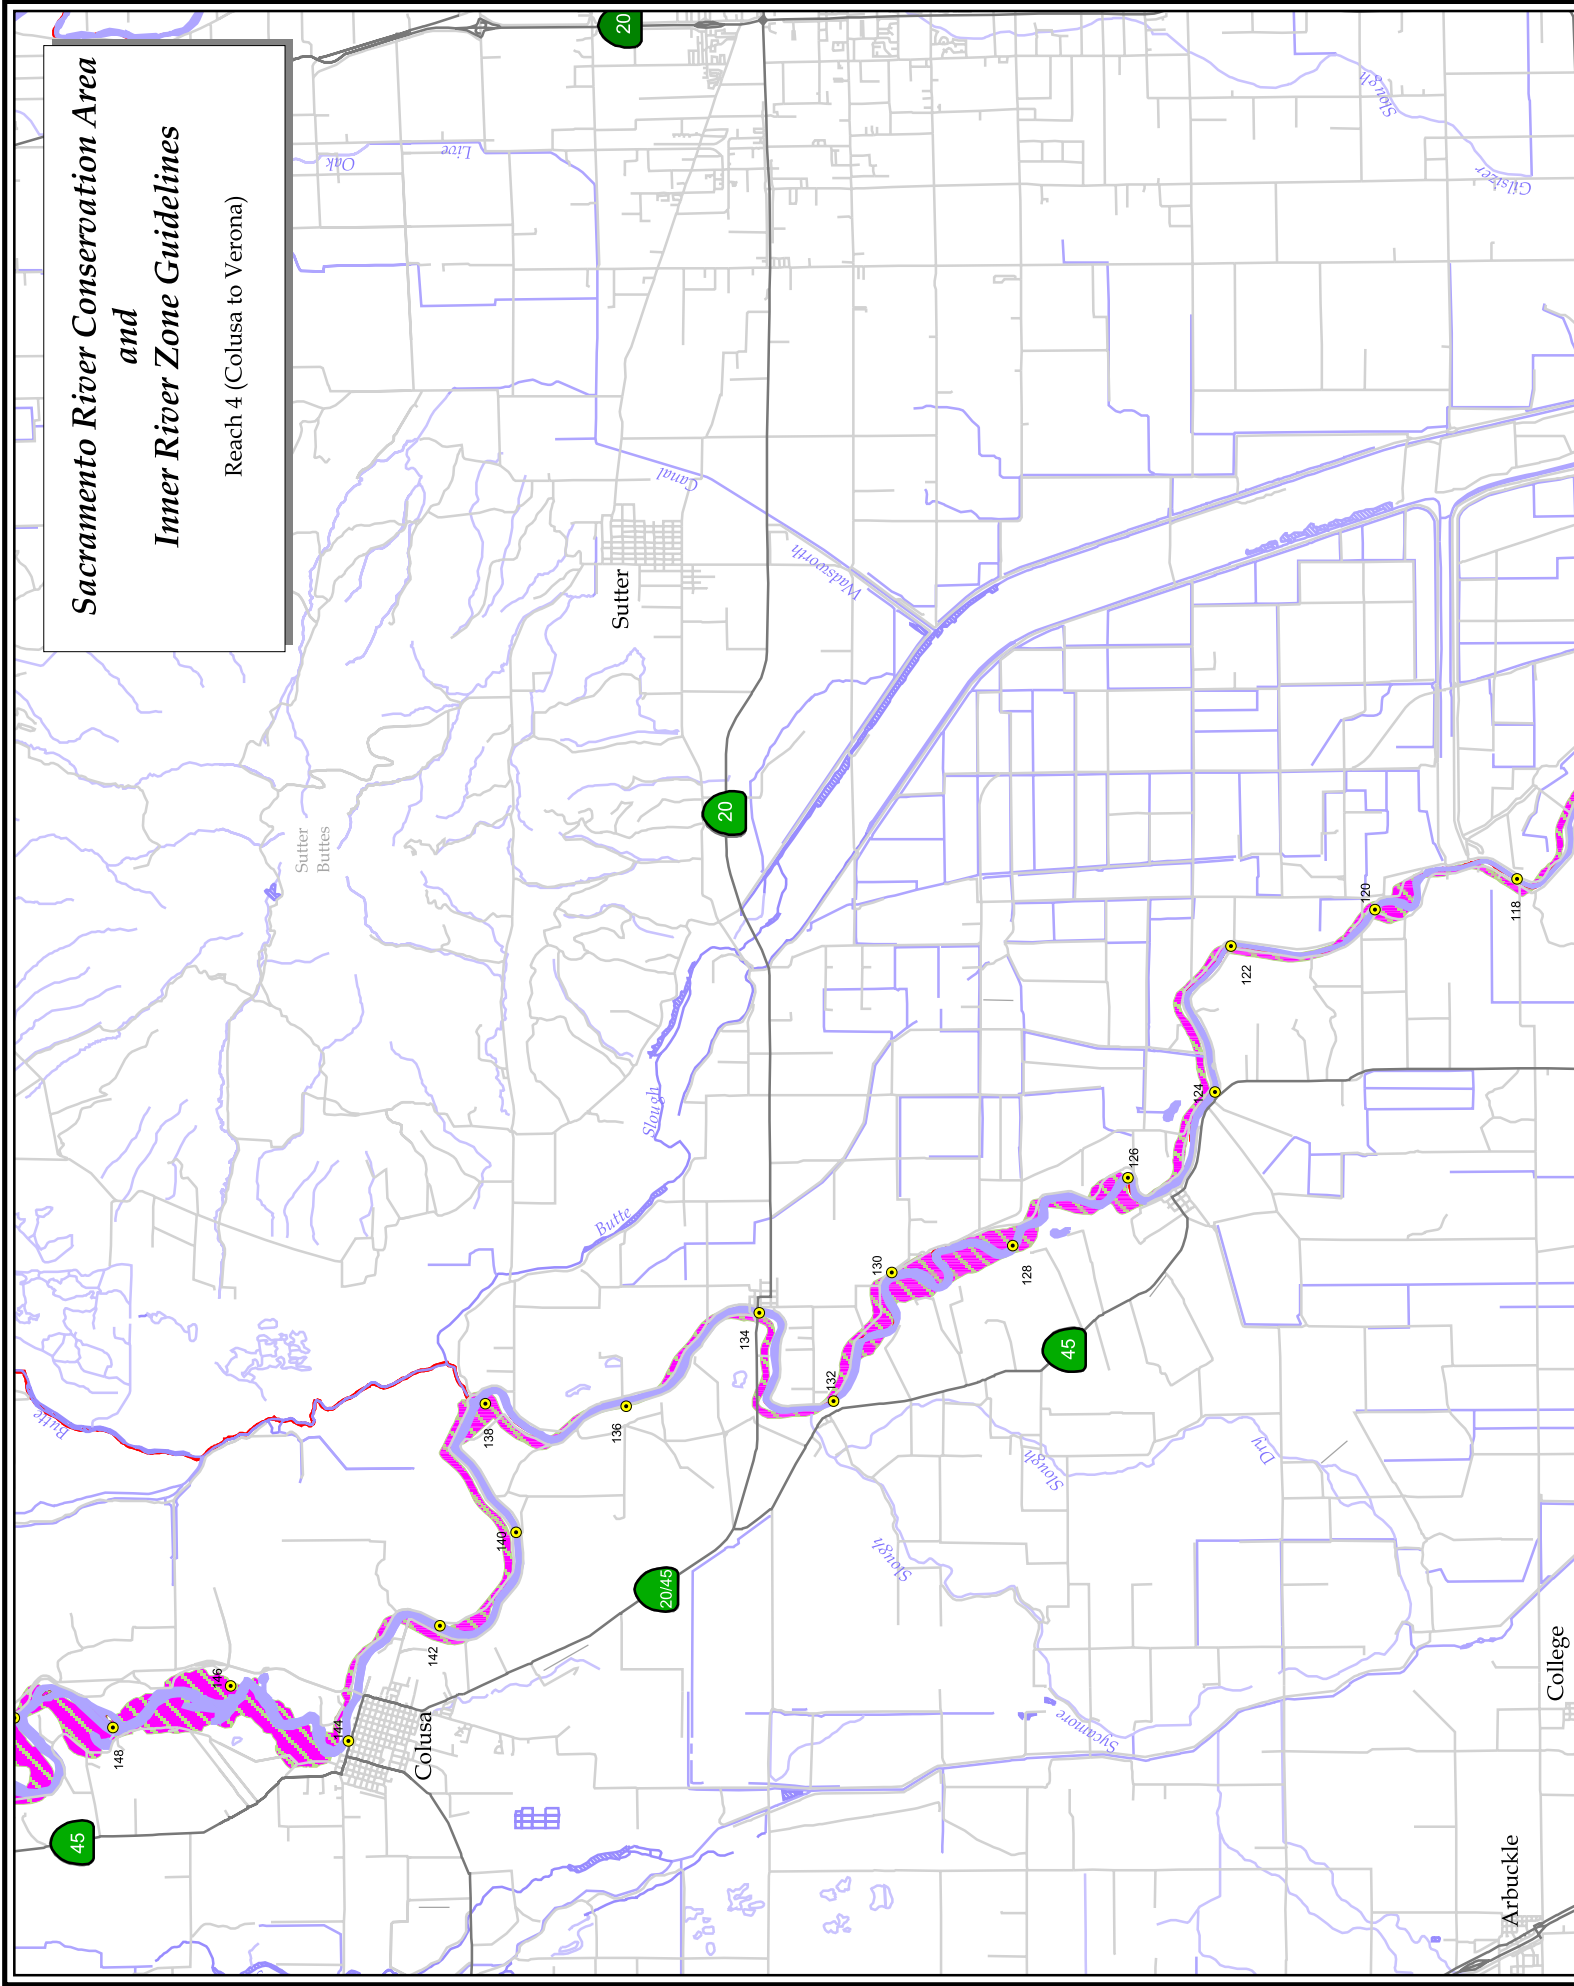 Sacramento River Conservation Area
and
Inner River Zone Guidelines
Reach 4 (Colusa to Verona)
20
Oak
Live
Slough
Gilsizer
Canal
Wadsworth
Sutter
Sutter
Buttes
20
Slough
Butte
Butte
148
146
144
142
140
138
136
134
132
130
128
126
124
122
120
118
45
45
20/45
Colusa
Slough
Slough
Dry
Sycamore
College
Arbuckle